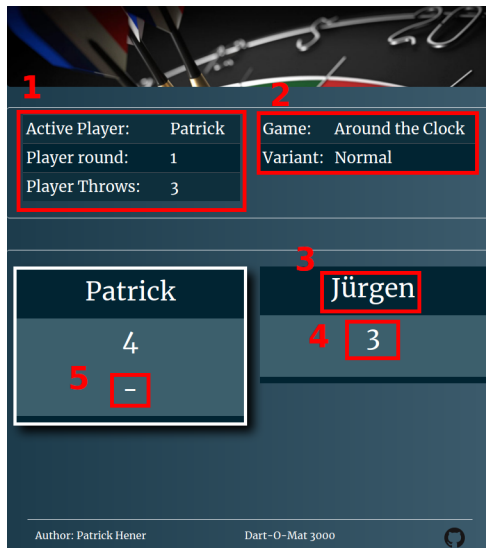 20
1
2
Active Player: Patrick
Player round: 1
Player Throws: 3
Game: Around the Clock
Variant: Normal
3
Patrick
Jürgen
4
4
3
5
-
Author: Patrick Hener
Dart-O-Mat 3000